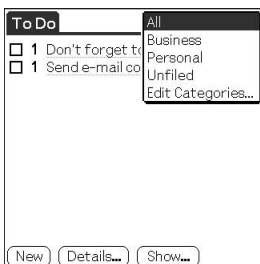 To Do
All
Business
Personal
Unfiled
Edit Categories...
1 Don't forget to
1 Send e-mail co
New Details... Show...